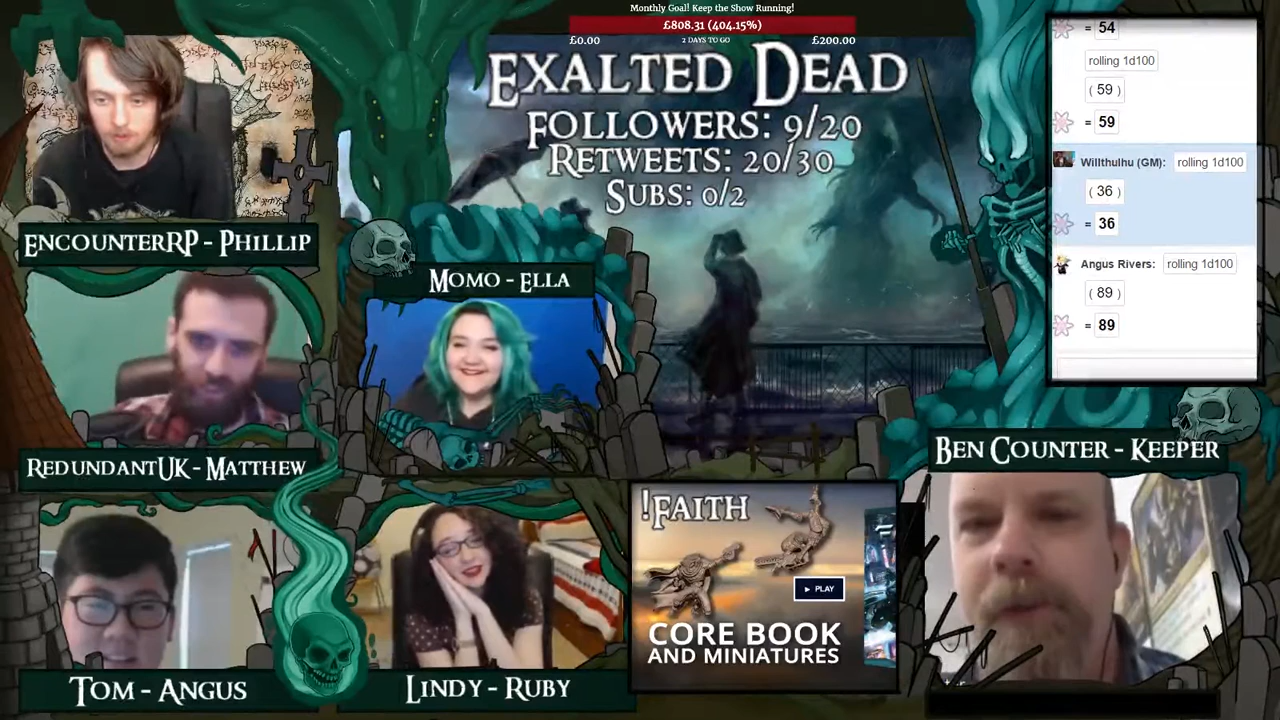 Monthly Goal! Keep the Show Running!
£808.31 (404.15%)
£0.00
2 DAYS TO GO
£200.00
EXALTED DEAD
FOLLOWERS: 9/20
RETWEETS: 20/30
SUBS: 0/2
= 54
rolling 1d100
( 59 )
= 59
Willthulhu (GM): rolling 1d100
( 36 )
= 36
Angus Rivers: rolling 1d100
( 89 )
= 89
ENCOUNTERRP - PHILLIP
MOMO - ELLA
REDUNDANTUK - MATTHEW
BEN COUNTER - KEEPER
!FAITH
PLAY
CORE BOOK
AND MINIATURES
TOM - ANGUS
LINDY - RUBY